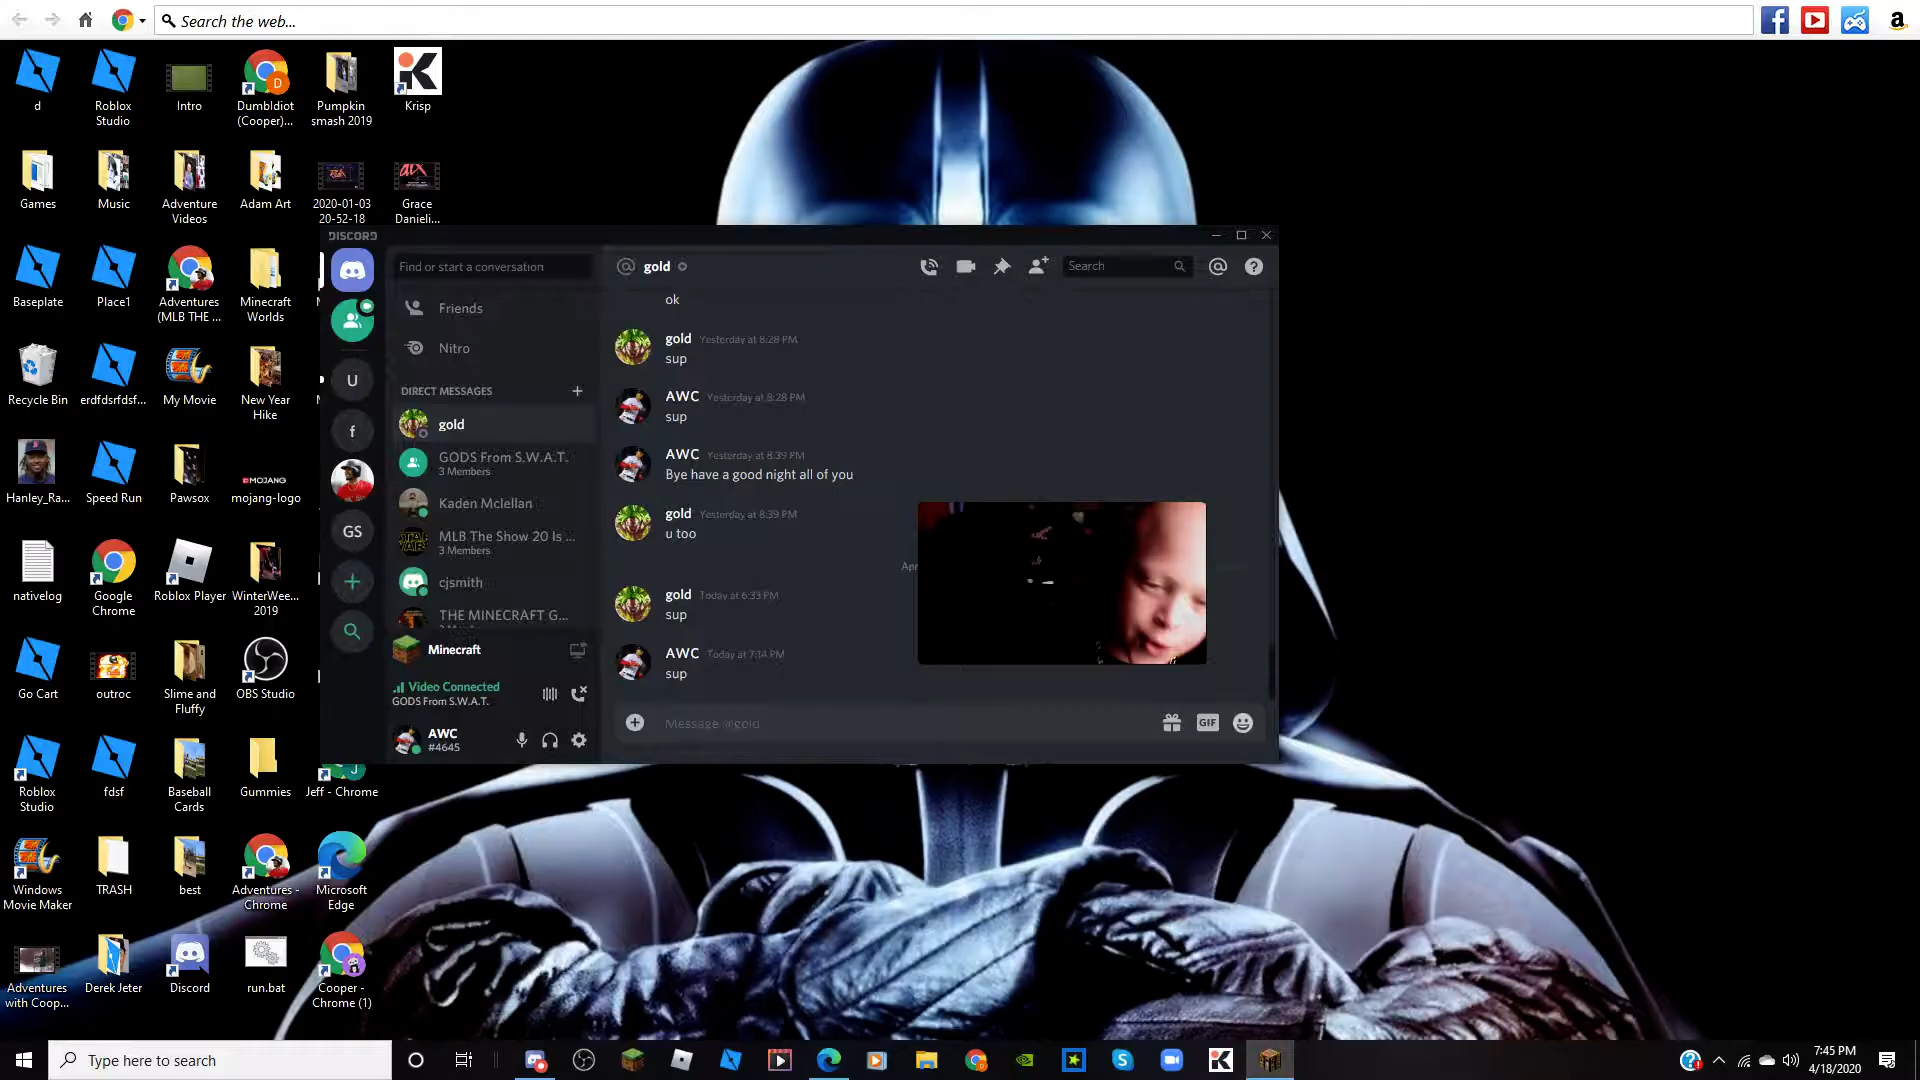 Search the web...
a
d
Roblox
Studio
Intro
DumbIdiot
(Cooper)...
Pumpkin
smash 2019
Krisp
Games
Music
Adventure
Videos
Adam Art
2020-01-03
20-52-18
Grace
Danieli...
Baseplate
Place1
Adventures
(MLB THE ...
Minecraft
Worlds
Recycle Bin
erdfdsrfdsf...
My Movie
New Year
Hike
Hanley_Ra...
Speed Run
Pawsox
MOJANG
mojang-logo
nativelog
Google
Chrome
Roblox Player
WinterWee...
2019
Go Cart
outroc
Slime and
Fluffy
OBS Studio
Roblox
Studio
fdsf
Baseball
Cards
Gummies
Jeff - Chrome
Windows
Movie Maker
TRASH
best
Adventures -
Chrome
Microsoft
Edge
Adventures
with Coop...
Derek Jeter
Discord
run.bat
Cooper -
Chrome (1)
DISCORD
U
f
GS
Find or start a conversation
Friends
Nitro
DIRECT MESSAGES
gold
GODS From S.W.A.T.
3 Members
Kaden Mclellan
MLB The Show 20 Is ...
3 Members
cjsmith
THE MINECRAFT G...
Minecraft
Video Connected
GODS From S.W.A.T.
AWC
#4645
gold
Search
ok
gold Yesterday at 8:28 PM
sup
AWC Yesterday at 8:28 PM
sup
AWC Yesterday at 8:39 PM
Bye have a good night all of you
gold Yesterday at 8:39 PM
u too
Apr
gold Today at 6:33 PM
sup
AWC Today at 7:14 PM
sup
Message @gold
GIF
Type here to search
7:45 PM
4/18/2020